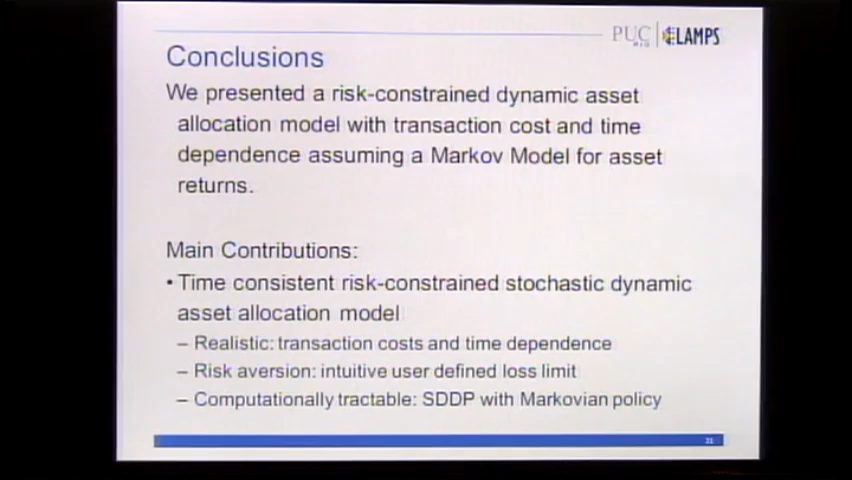 PUC
RIO
LAMPS
Conclusions
We presented a risk-constrained dynamic asset
allocation model with transaction cost and time
dependence assuming a Markov Model for asset
returns.
Main Contributions:
• Time consistent risk-constrained stochastic dynamic
asset allocation model
– Realistic: transaction costs and time dependence
– Risk aversion: intuitive user defined loss limit
– Computationally tractable: SDDP with Markovian policy